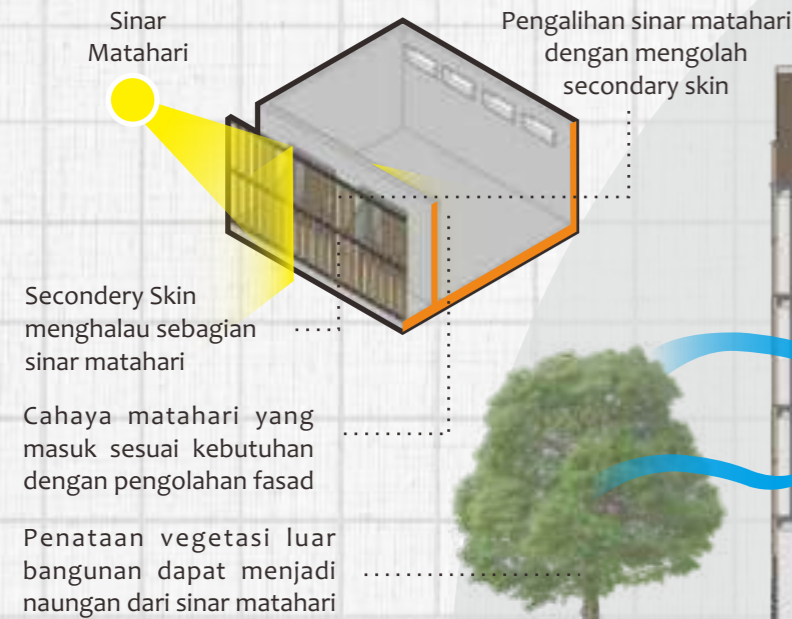 Sinar
Matahari
Pengalihan sinar matahari
dengan mengolah
secondary skin
Secondery Skin
menghalau sebagian
sinar matahari
Cahaya matahari yang
masuk sesuai kebutuhan
dengan pengolahan fasad
Penataan vegetasi luar
bangunan dapat menjadi
naungan dari sinar matahari